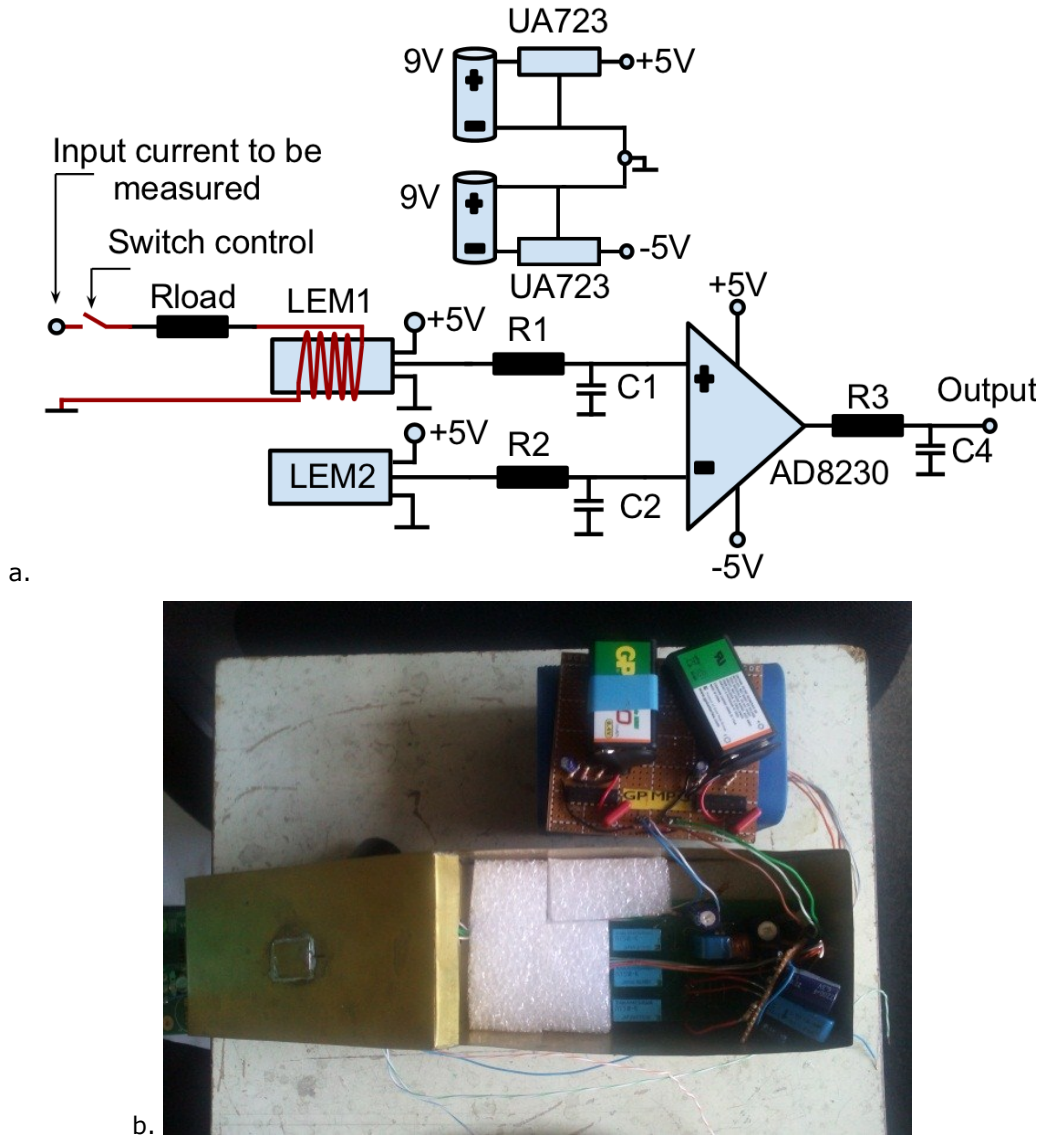 UA723
9V
+5V
Input current to be
measured
9V
Switch control
-5V
UA723
+5V
Rload
LEM1
+5V
R1
C1
R3
Output
+5V
R2
LEM2
C2
AD8230
C4
-5V
a.
GP
GP
b.